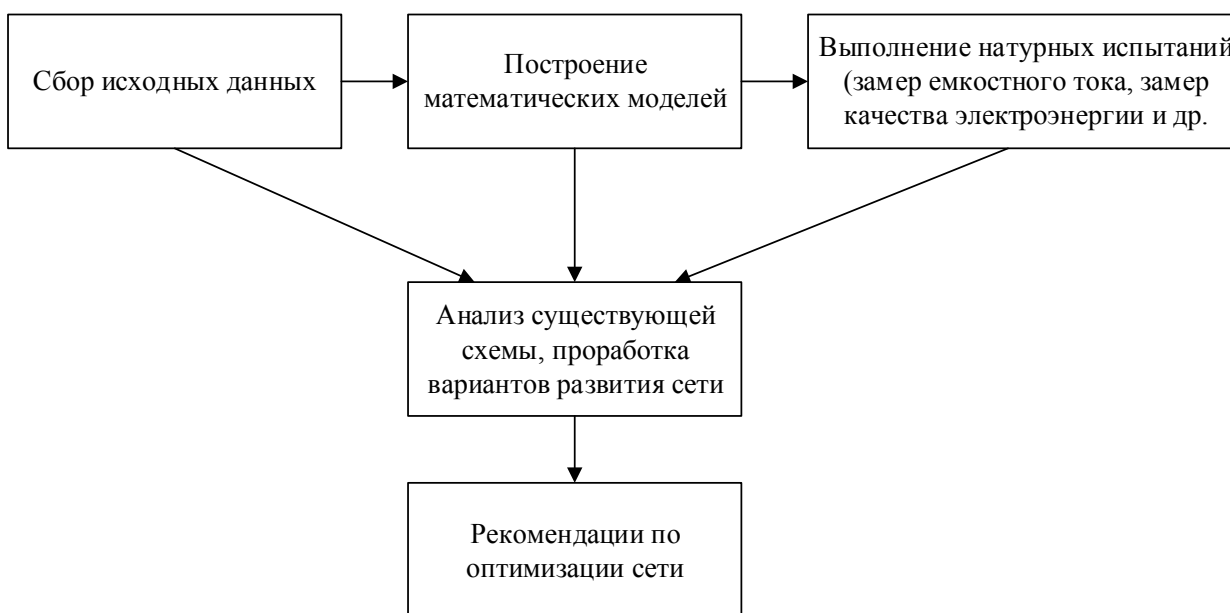 Сбор исходных данных
Построение
математических моделей
Выполнение натурных испытаний
(замер емкостного тока, замер
качества электроэнергии и др.
Анализ существующей
схемы, проработка
вариантов развития сети
Рекомендации по
оптимизации сети